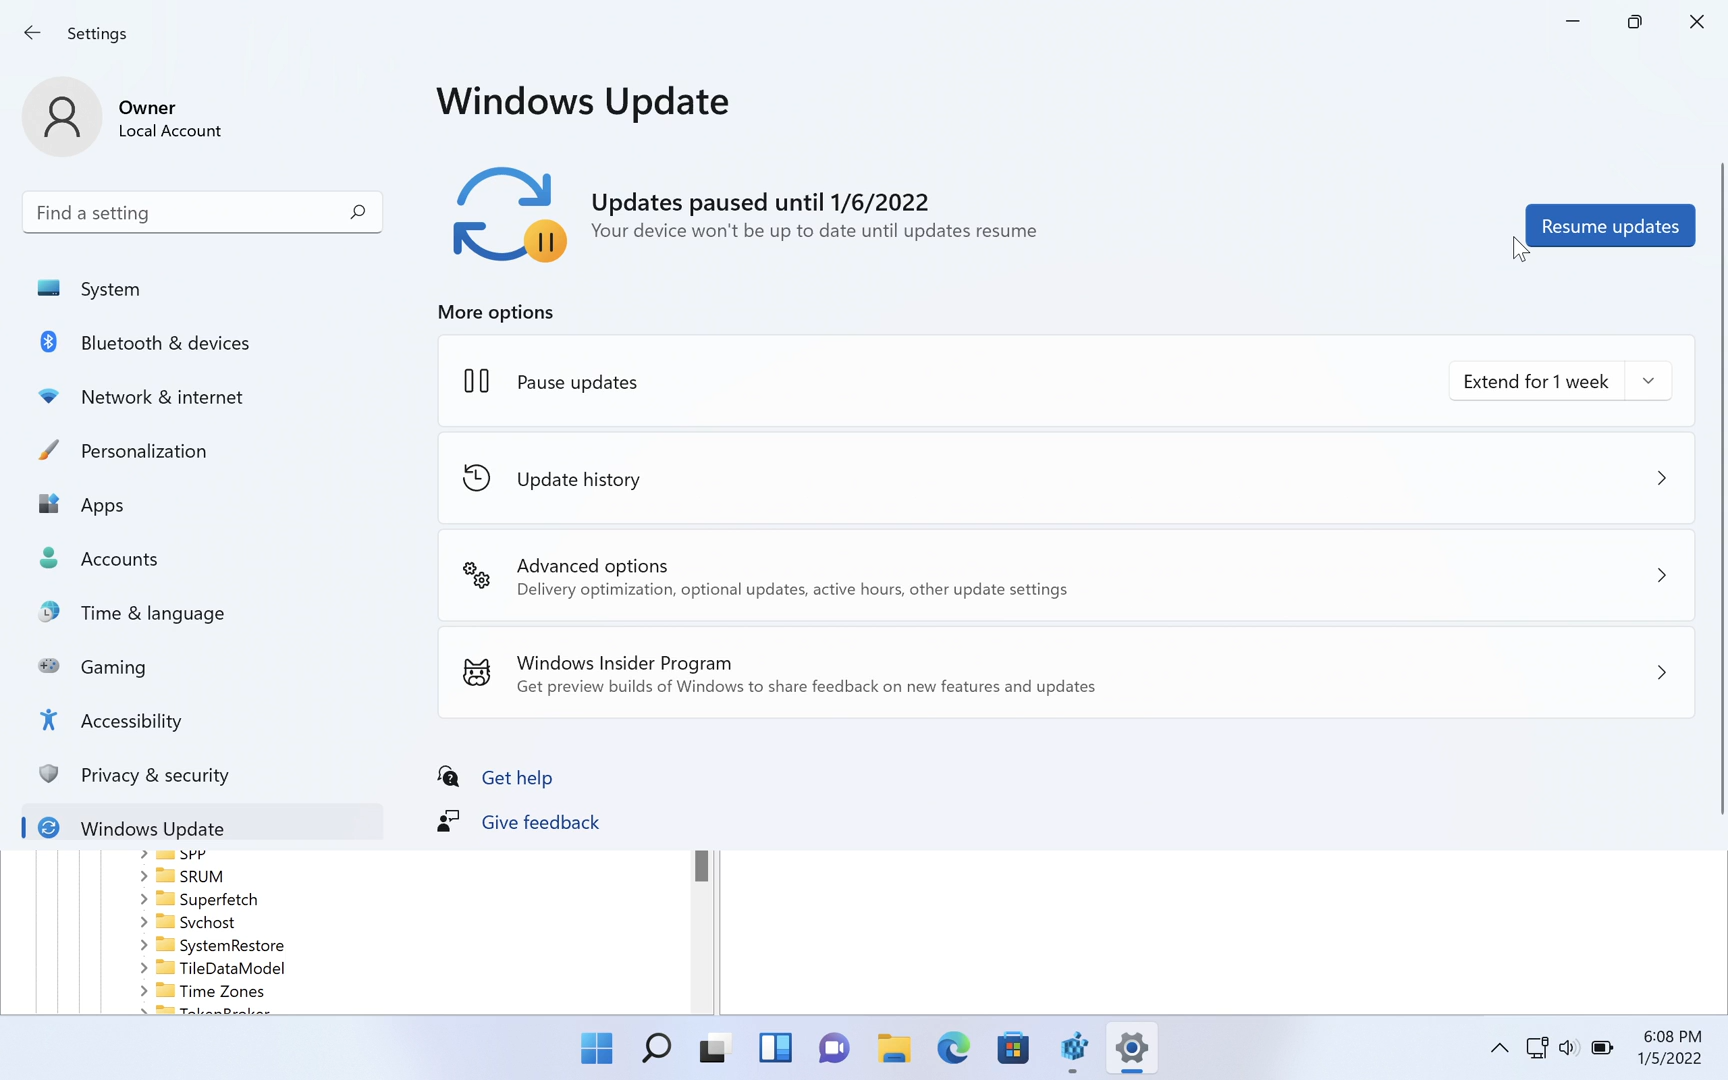 Settings
Owner
Local Account
Find a setting
System
Bluetooth & devices
Network & internet
Personalization
Apps
Accounts
Time & language
Gaming
Accessibility
Privacy & security
Windows Update
Windows Update
Updates paused until 1/6/2022
Your device won't be up to date until updates resume
Resume updates
More options
Pause updates
Extend for 1 week
Update history
Advanced options
Delivery optimization, optional updates, active hours, other update settings
Windows Insider Program
Get preview builds of Windows to share feedback on new features and updates
Get help
Give feedback
SPP
SRUM
Superfetch
Svchost
SystemRestore
TileDataModel
Time Zones
TokenBroker
6:08 PM
1/5/2022